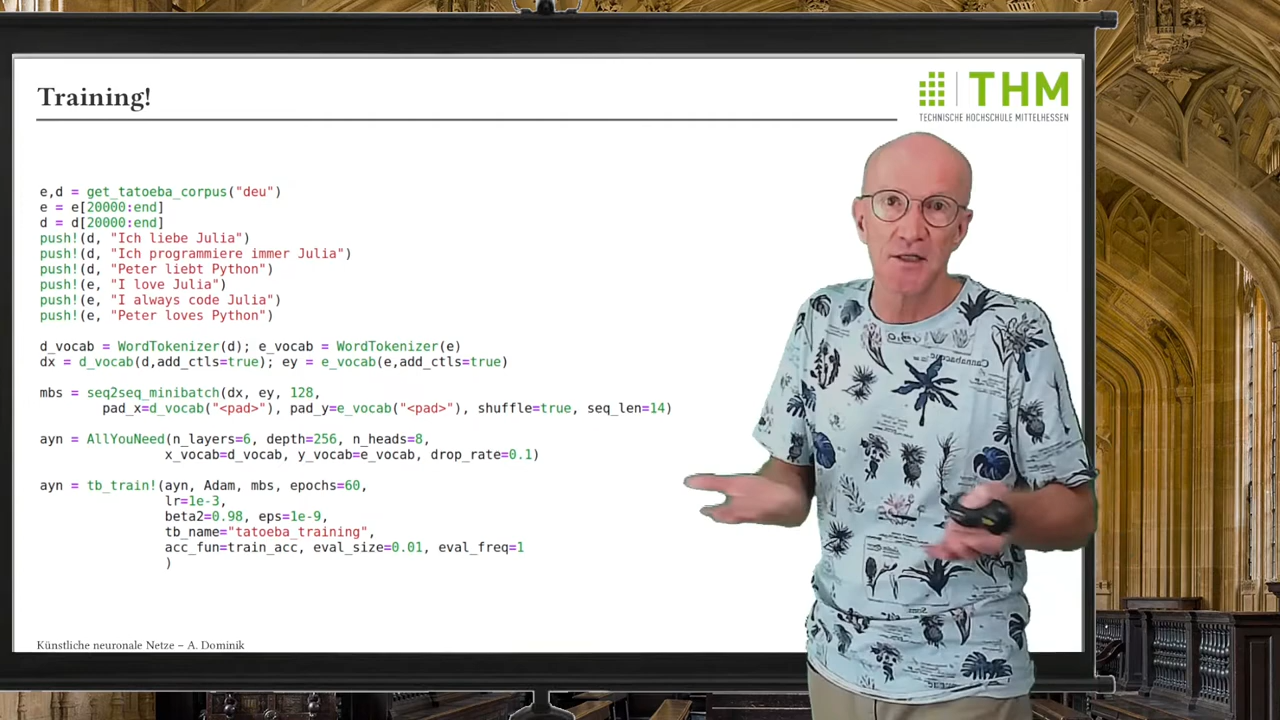 Training!
THM
TECHNISCHE HOCHSCHULE MITTELHESSEN
e,d = get_tatoeba_corpus("deu")
e = e[20000:end]
d = d[20000:end]
push!(d, "Ich liebe Julia")
push!(d, "Ich programmiere immer Julia")
push!(d, "Peter liebt Python")
push!(e, "I love Julia")
push!(e, "I always code Julia")
push!(e, "Peter loves Python")
d_vocab = WordTokenizer(d); e_vocab = WordTokenizer(e)
dx = d_vocab(d,add_ctls=true); ey = e_vocab(e,add_ctls=true)
mbs = seq2seq_minibatch(dx, ey, 128,
pad_x=d_vocab("<pad>"), pad_y=e_vocab("<pad>"), shuffle=true, seq_len=14)
ayn = AllYouNeed(n_layers=6, depth=256, n_heads=8,
x_vocab=d_vocab, y_vocab=e_vocab, drop_rate=0.1)
ayn = tb_train!(ayn, Adam, mbs, epochs=60,
lr=1e-3,
beta2=0.98, eps=1e-9,
tb_name="tatoeba_training",
acc_fun=train_acc, eval_size=0.01, eval_freq=1
)
Künstliche neuronale Netze – A. Dominik